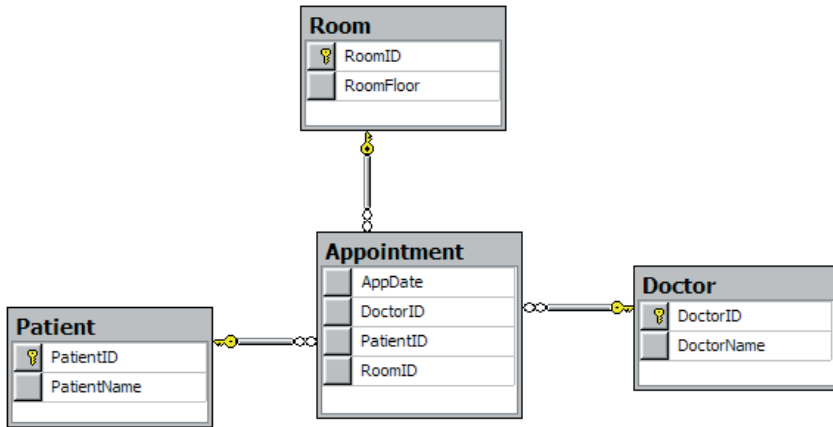 Room
RoomID
RoomFloor
Appointment
AppDate
DoctorID
PatientID
RoomID
Patient
PatientID
PatientName
Doctor
DoctorID
DoctorName